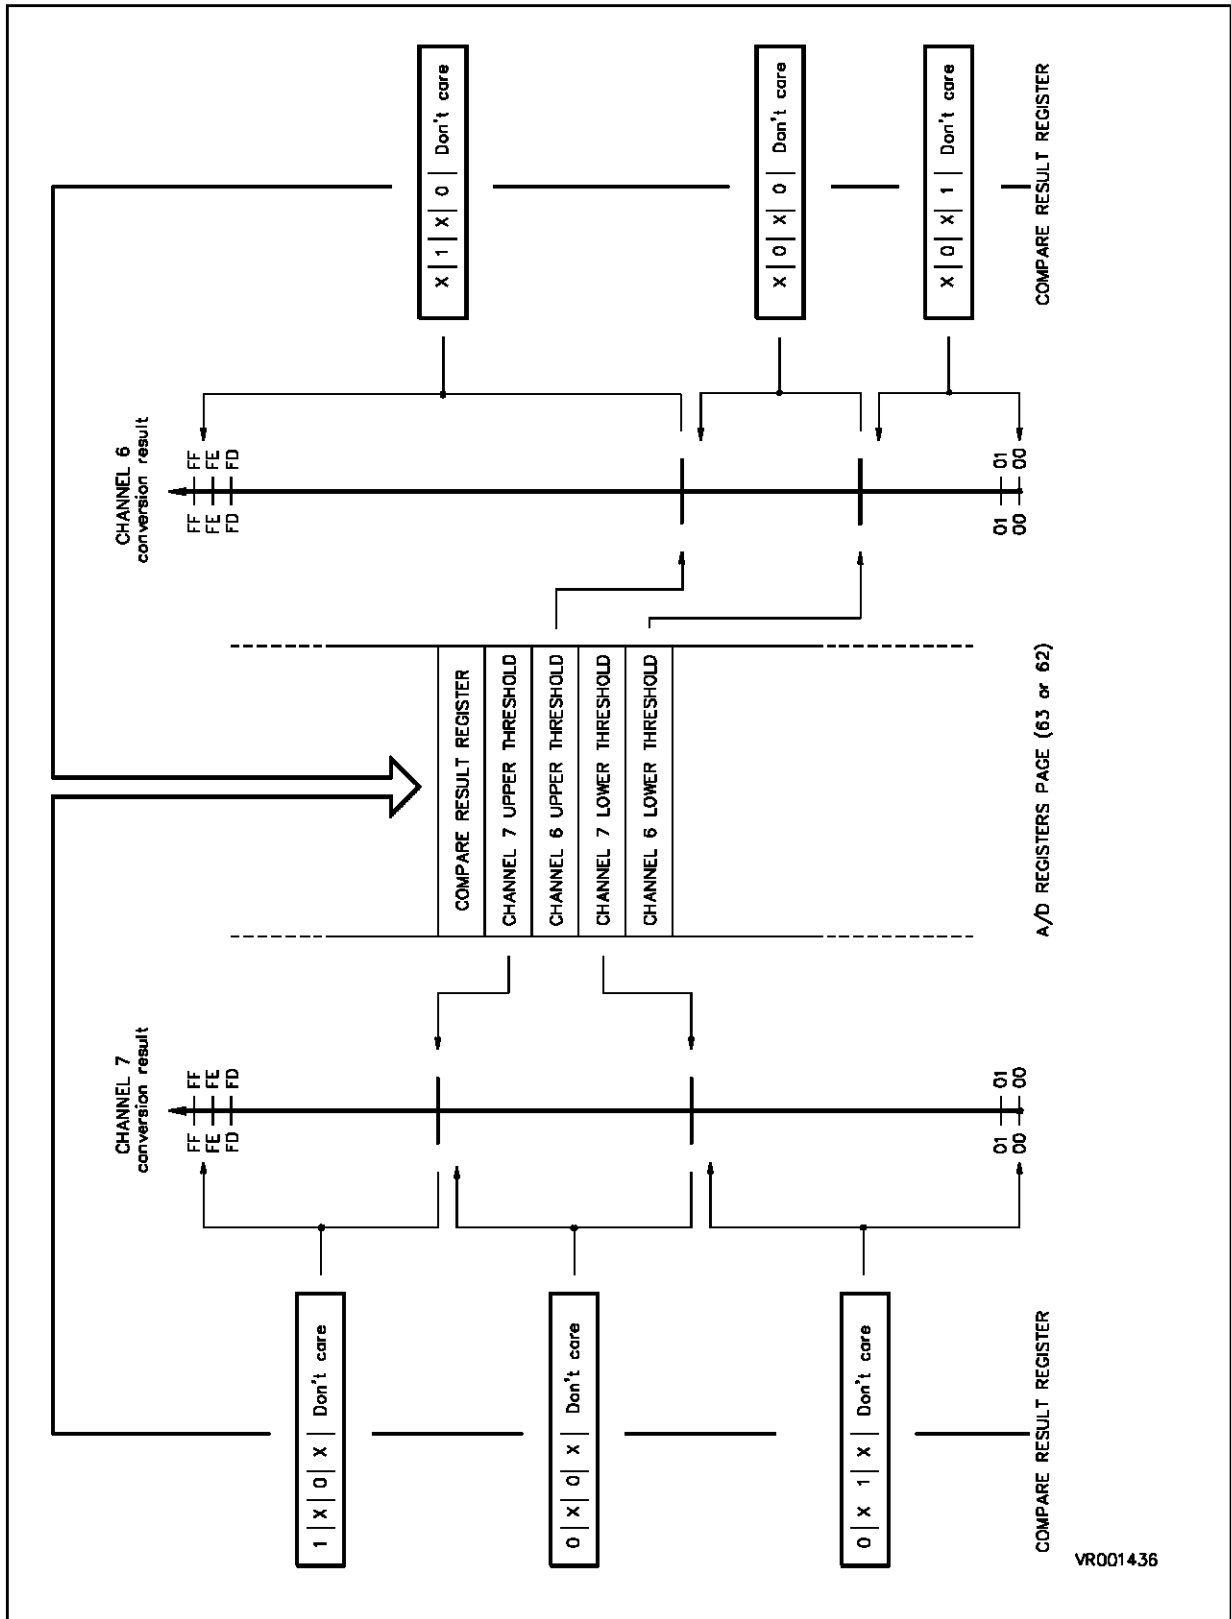 CHANNEL 6
conversion result
FF
FE
FD
FF
FE
FD
01
00
01
00
X | 1 | X | 0 | Don't care
X | 0 | X | 0 | Don't care
X | 0 | X | 1 | Don't care
COMPARE RESULT REGISTER
COMPARE RESULT REGISTER
CHANNEL 7 UPPER THRESHOLD
CHANNEL 6 UPPER THRESHOLD
CHANNEL 7 LOWER THRESHOLD
CHANNEL 6 LOWER THRESHOLD
A/D REGISTERS PAGE (63 or 62)
CHANNEL 7
conversion result
FF
FE
FD
FF
FE
FD
01
00
01
00
1 | X | 0 | X | Don't care
0 | X | 0 | X | Don't care
0 | X | 1 | X | Don't care
COMPARE RESULT REGISTER
VR001436